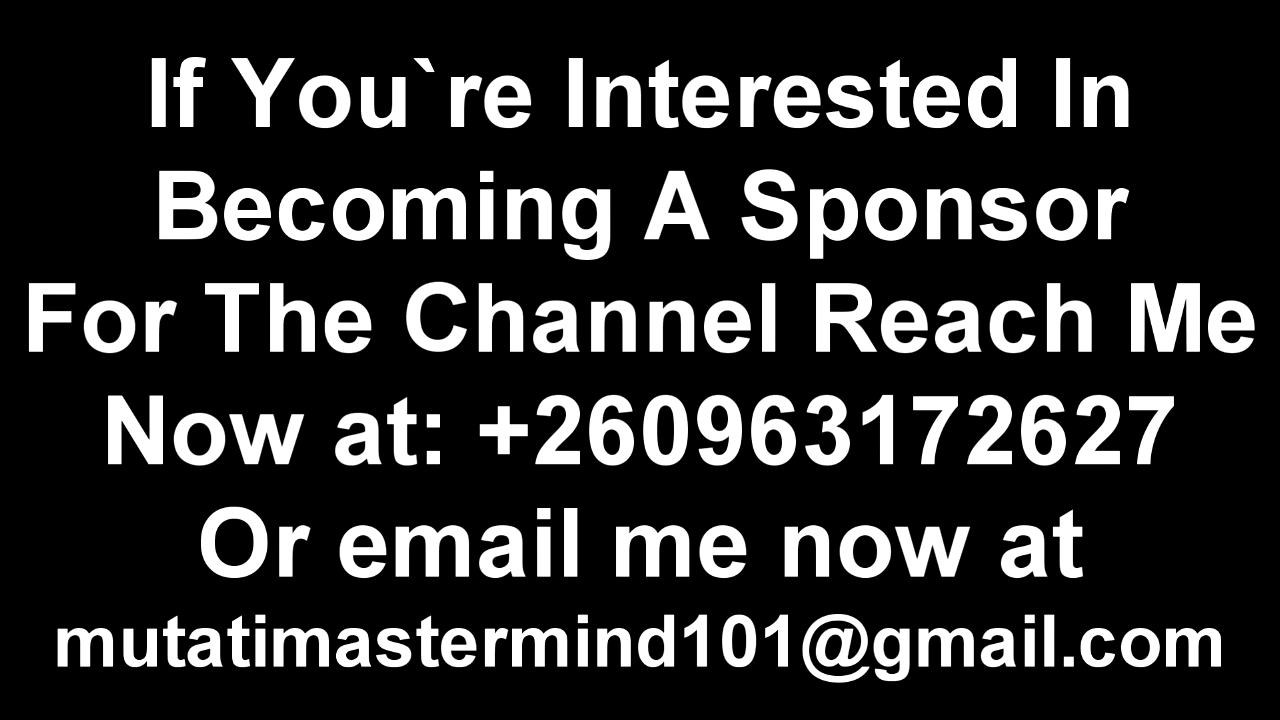 If You`re Interested In
Becoming A Sponsor
For The Channel Reach Me
Now at: +260963172627
Or email me now at
mutatimastermind101@gmail.com